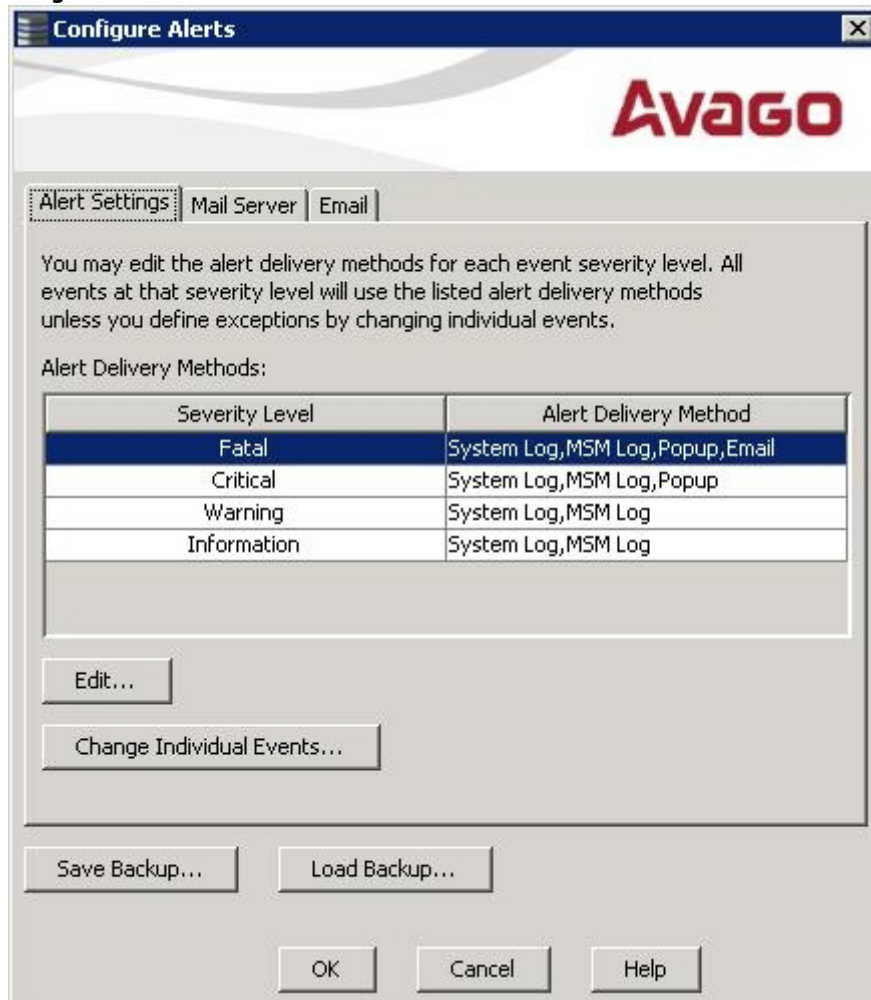 Configure Alerts
AVAGO
Alert Settings Mail Server Email
You may edit the alert delivery methods for each event severity level. All
events at that severity level will use the listed alert delivery methods
unless you define exceptions by changing individual events.
Alert Delivery Methods:
Severity Level Alert Delivery Method
Fatal System Log,MSM Log,Popup,Email
Critical System Log,MSM Log,Popup
Warning System Log,MSM Log
Information System Log,MSM Log
Edit...
Change Individual Events...
Save Backup... Load Backup...
OK Cancel Help